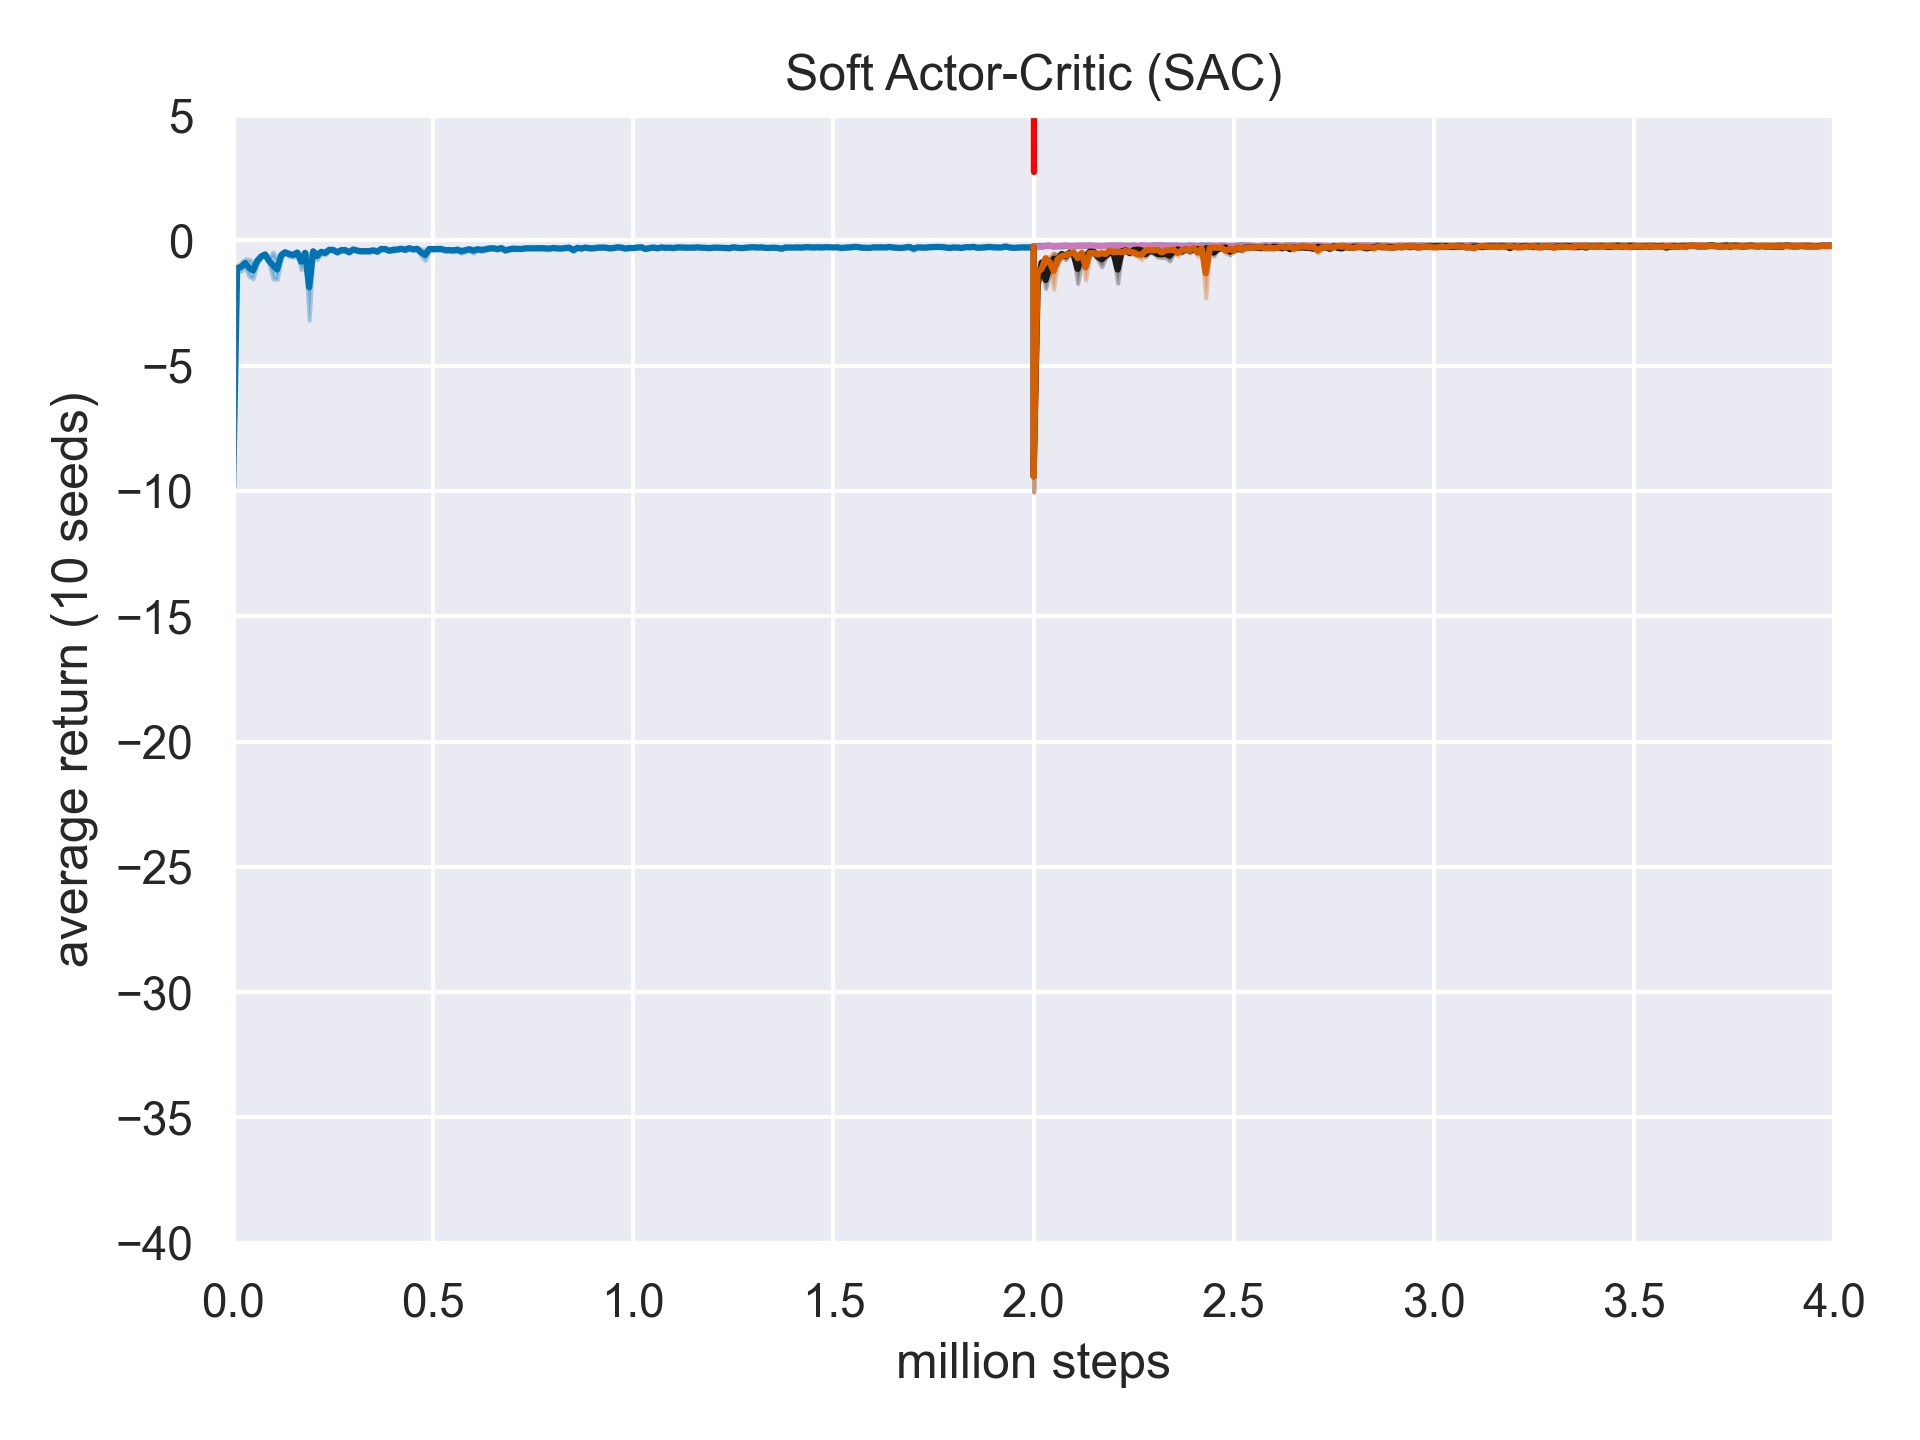 Soft Actor-Critic (SAC)
5
0
−5
−10
−15
−20
−25
−30
−35
−40
average return (10 seeds)
0.0 0.5 1.0 1.5 2.0 2.5 3.0 3.5 4.0
million steps